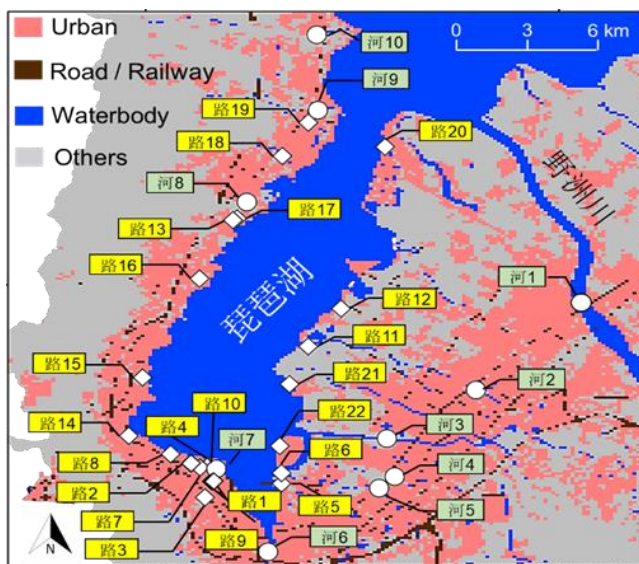 Urban
Road / Railway
Waterbody
Others
0 3 6 km
河10
河9
路19
路18
路20
河8
路17
路13
野洲川
路16
河1
琵琶湖
路12
路11
路15
路21
河2
路10
路22
路14
路4
河7
河3
路6
路8
河4
路2
路1
路5
河5
路7
路3
路9
河6
N